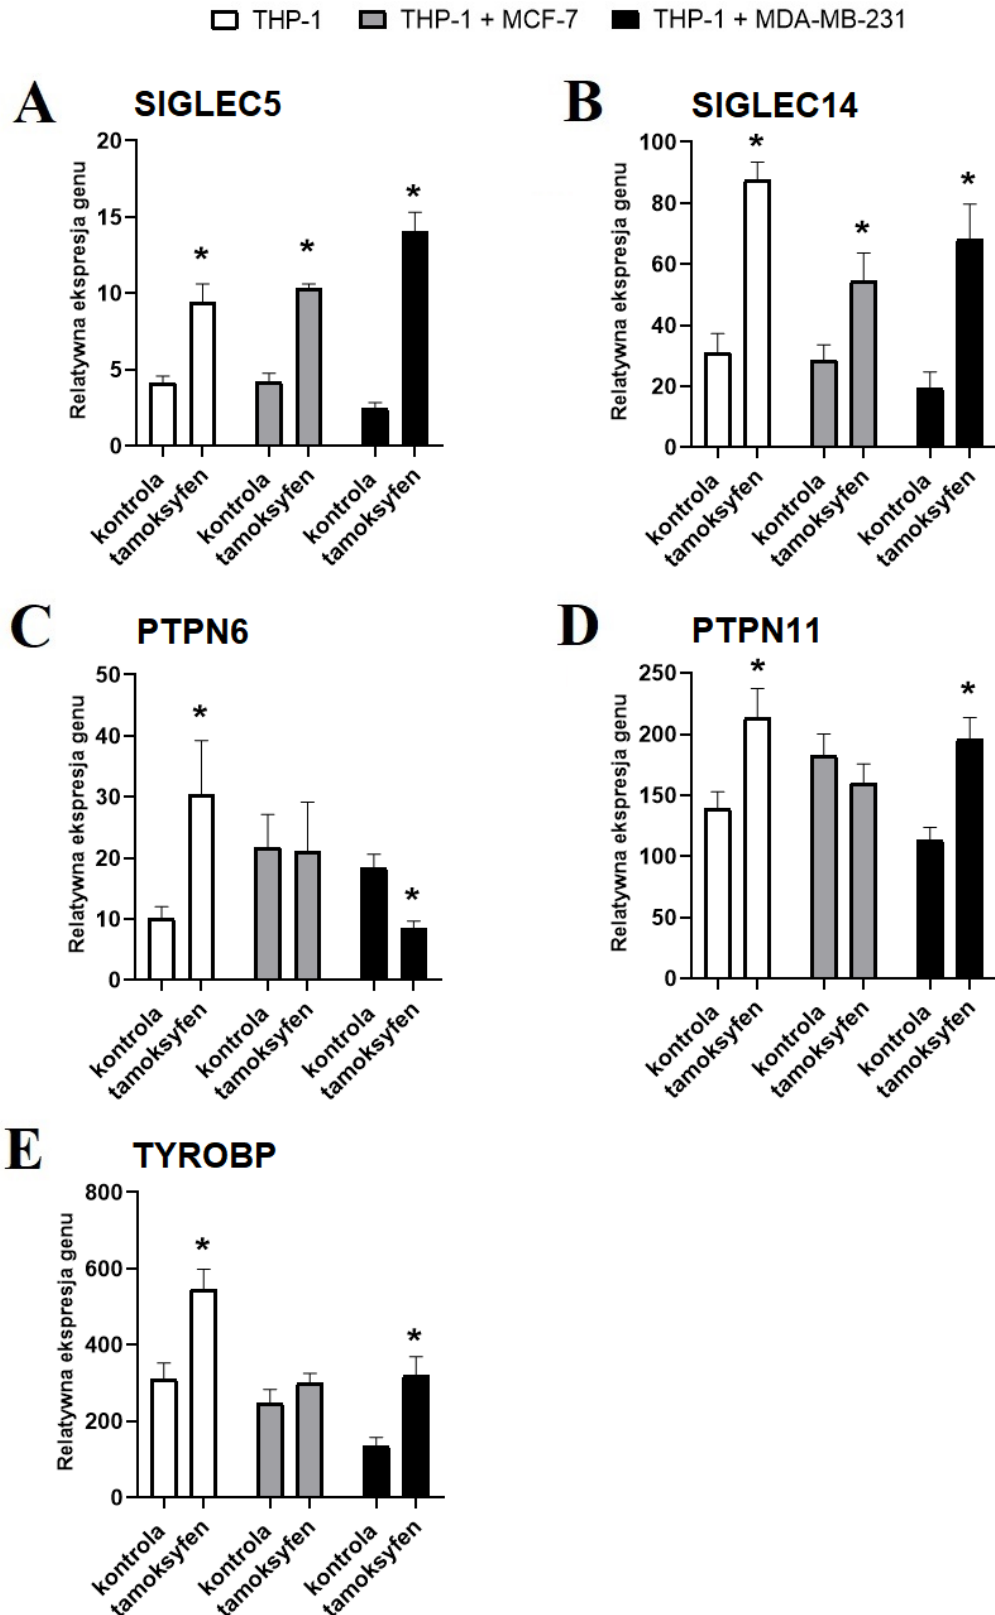 THP-1 THP-1 + MCF-7 THP-1 + MDA-MB-231
A SIGLEC5
Relatywna ekspresja genu
20
15
10
5
0
* * *
kontrola tamoksyfen kontrola tamoksyfen kontrola tamoksyfen
B SIGLEC14
Relatywna ekspresja genu
100
80
60
40
20
0
* * *
kontrola tamoksyfen kontrola tamoksyfen kontrola tamoksyfen
C PTPN6
Relatywna ekspresja genu
50
40
30
20
10
0
* *
kontrola tamoksyfen kontrola tamoksyfen kontrola tamoksyfen
D PTPN11
Relatywna ekspresja genu
250
200
150
100
50
0
* *
kontrola tamoksyfen kontrola tamoksyfen kontrola tamoksyfen
E TYROBP
Relatywna ekspresja genu
800
600
400
200
0
* *
kontrola tamoksyfen kontrola tamoksyfen kontrola tamoksyfen